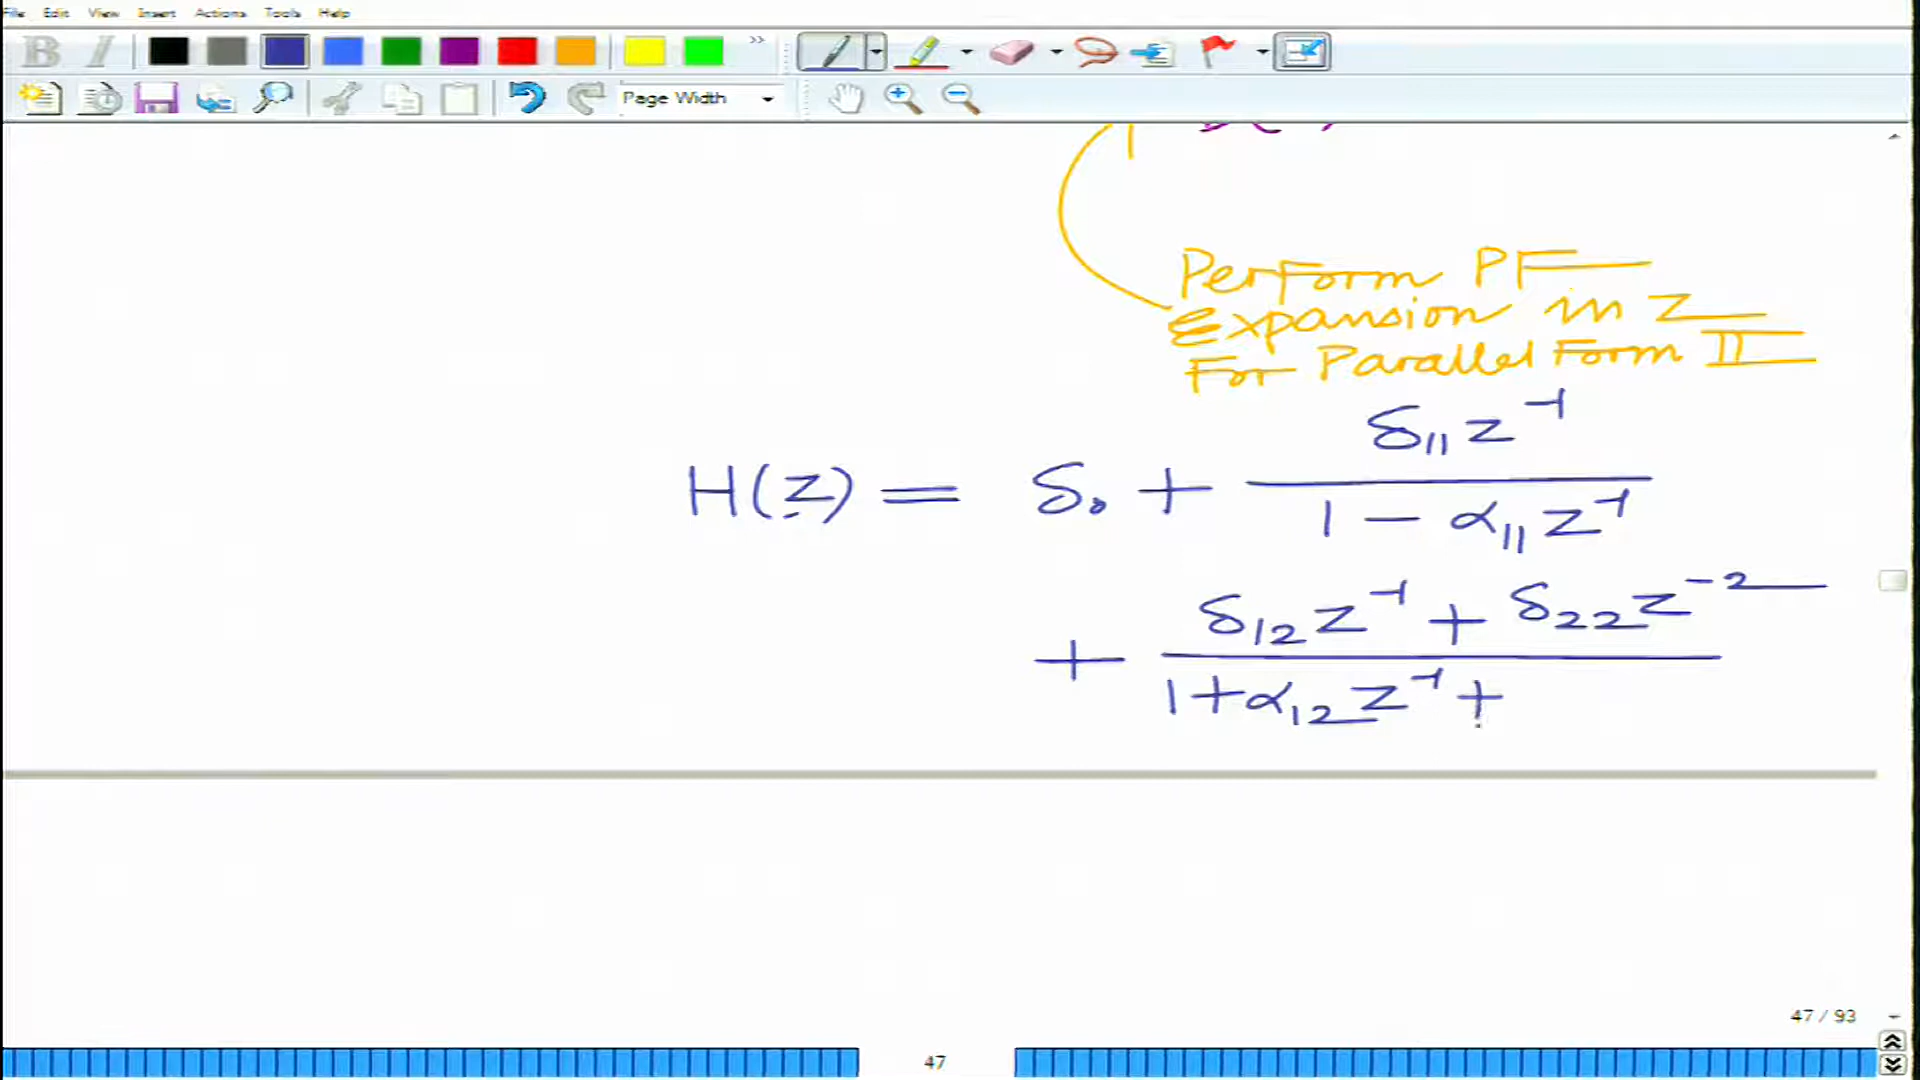 File Edit View Insert Actions Tools Help
B I
Page Width
Perform PF
Expansion in z
For Parallel Form II
H(z) = δ₀ + δ₁₁z⁻¹ / (1 - α₁₁z⁻¹)
+ (δ₁₂z⁻¹ + δ₂₂z⁻²) / (1 + α₁₂z⁻¹ +
47 / 93
47